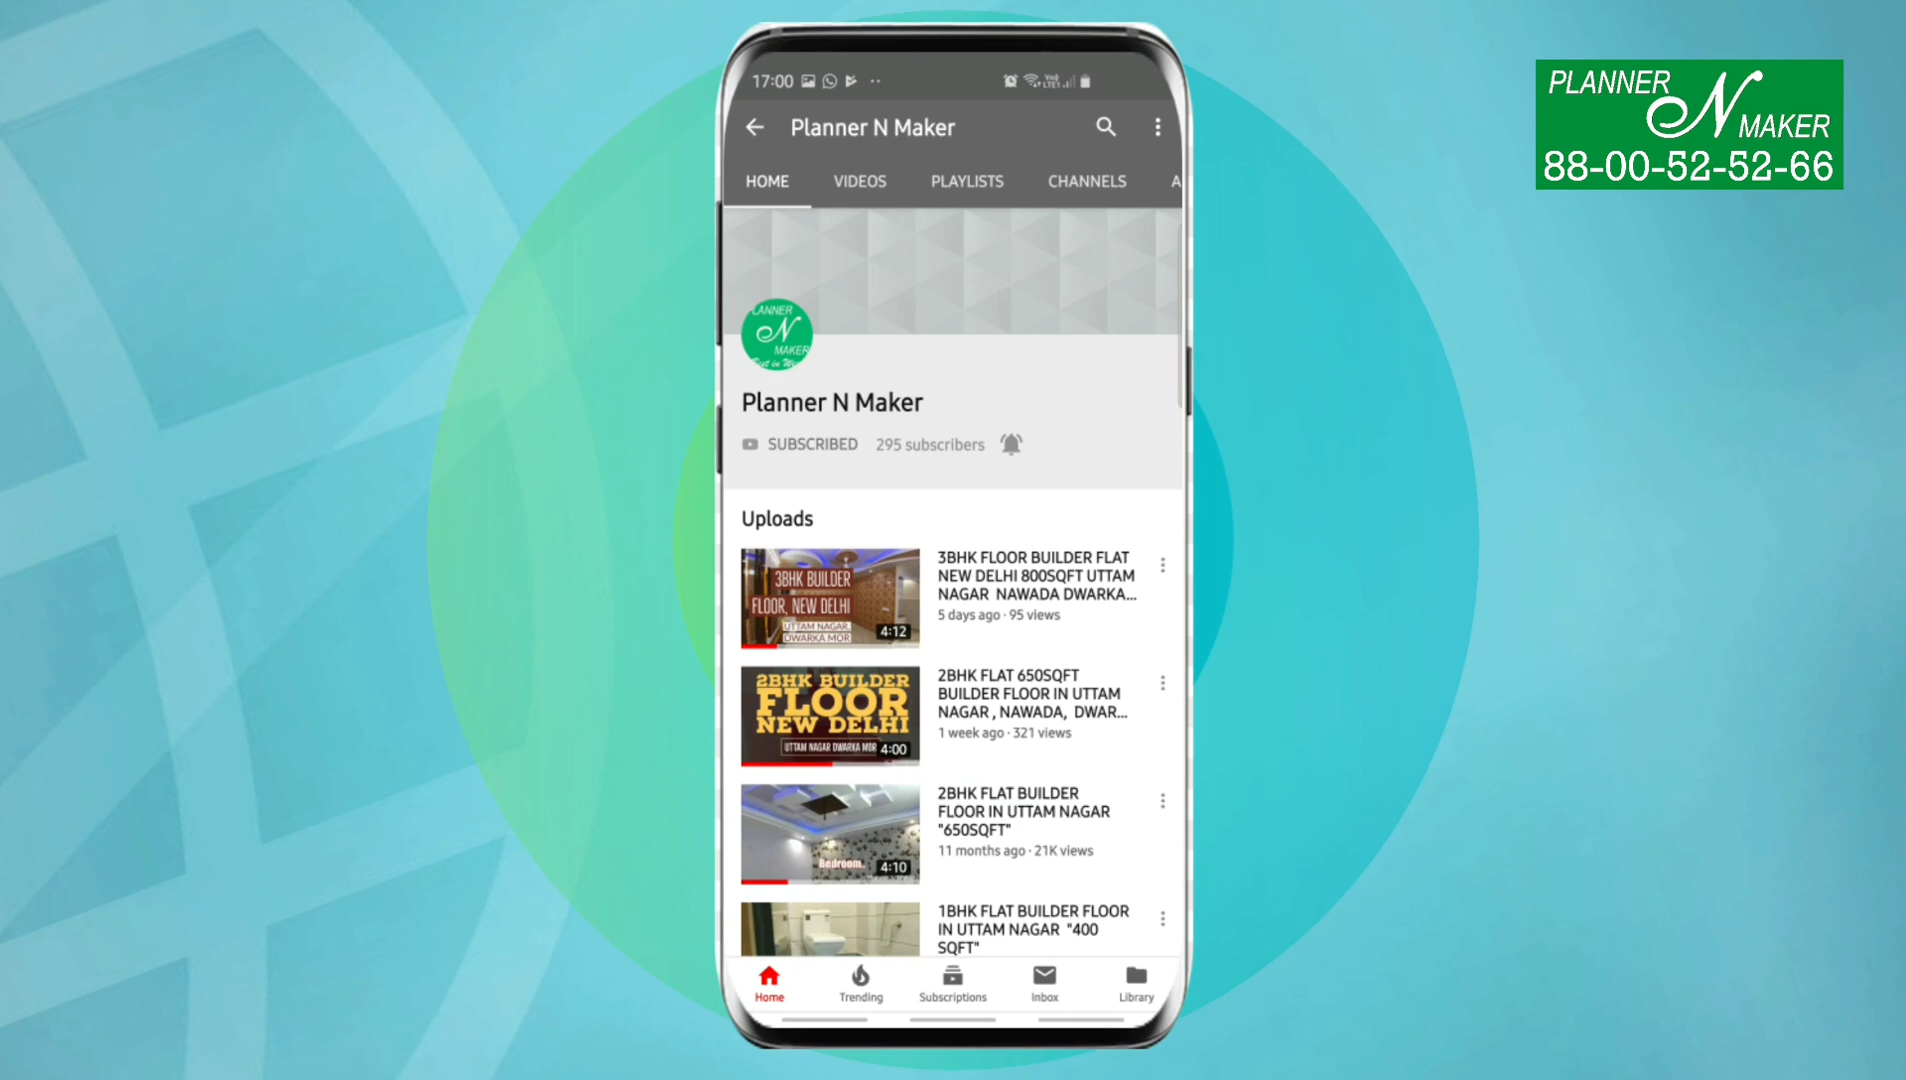 17:00
Planner N Maker
HOME VIDEOS PLAYLISTS CHANNELS A
PLANNER
N
MAKER
88-00-52-52-66
LANNER
N
MAKER
Planner N Maker
SUBSCRIBED 295 subscribers
Uploads
3BHK BUILDER
FLOOR, NEW DELHI
UTTAM NAGAR,
DWARKA MOR
4:12
3BHK FLOOR BUILDER FLAT
NEW DELHI 800SQFT UTTAM
NAGAR NAWADA DWARKA...
5 days ago · 95 views
2BHK BUILDER
FLOOR
NEW DELHI
UTTAM NAGAR DWARKA MOR
4:00
2BHK FLAT 650SQFT
BUILDER FLOOR IN UTTAM
NAGAR , NAWADA, DWAR...
1 week ago · 321 views
Bedroom.
4:10
2BHK FLAT BUILDER
FLOOR IN UTTAM NAGAR
"650SQFT"
11 months ago · 21K views
1BHK FLAT BUILDER FLOOR
IN UTTAM NAGAR "400
SQFT"
Home Trending Subscriptions Inbox Library